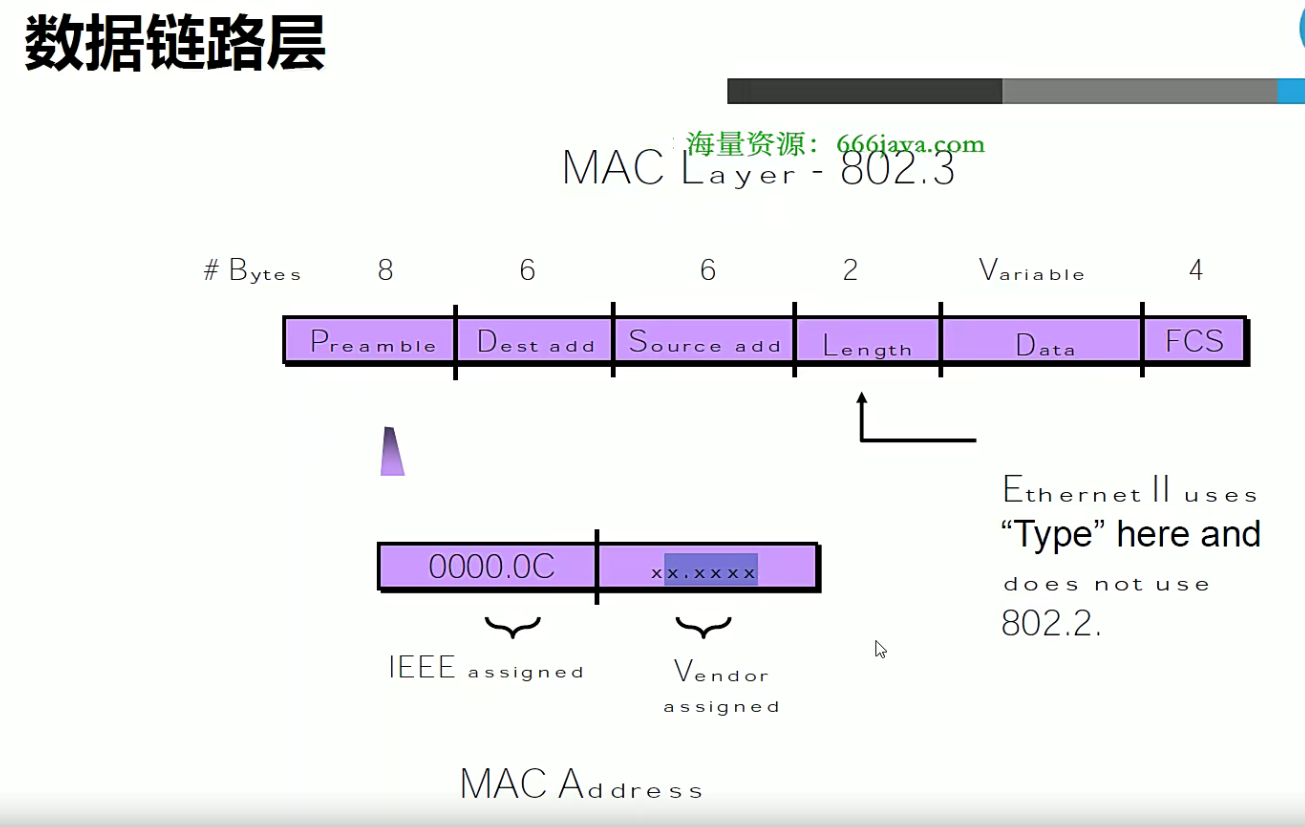 数据链路层
海量资源：666java.com
MAC Layer - 802.3
# Bytes 8 6 6 2 Variable 4
Preamble Dest add Source add Length Data FCS
Ethernet II uses
“Type” here and
does not use
802.2.
0000.0C xx.xxxx
IEEE assigned
Vendor
assigned
MAC Address